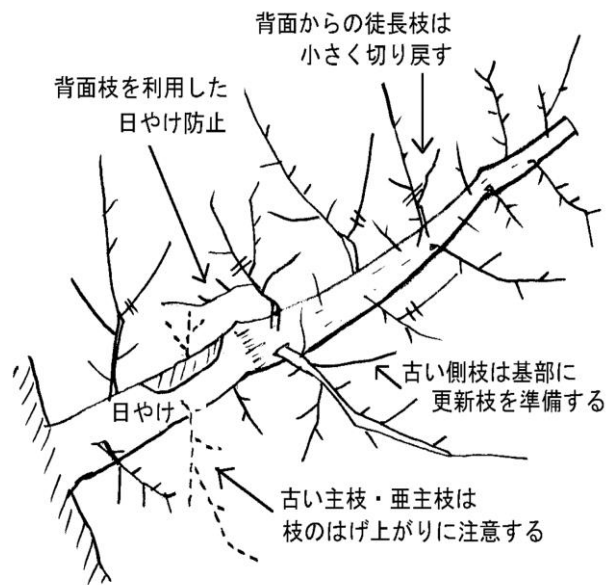 背面からの徒長枝は
小さく切り戻す
背面枝を利用した
日やけ防止
古い側枝は基部に
更新枝を準備する
日やけ
古い主枝・亜主枝は
枝のはげ上がりに注意する